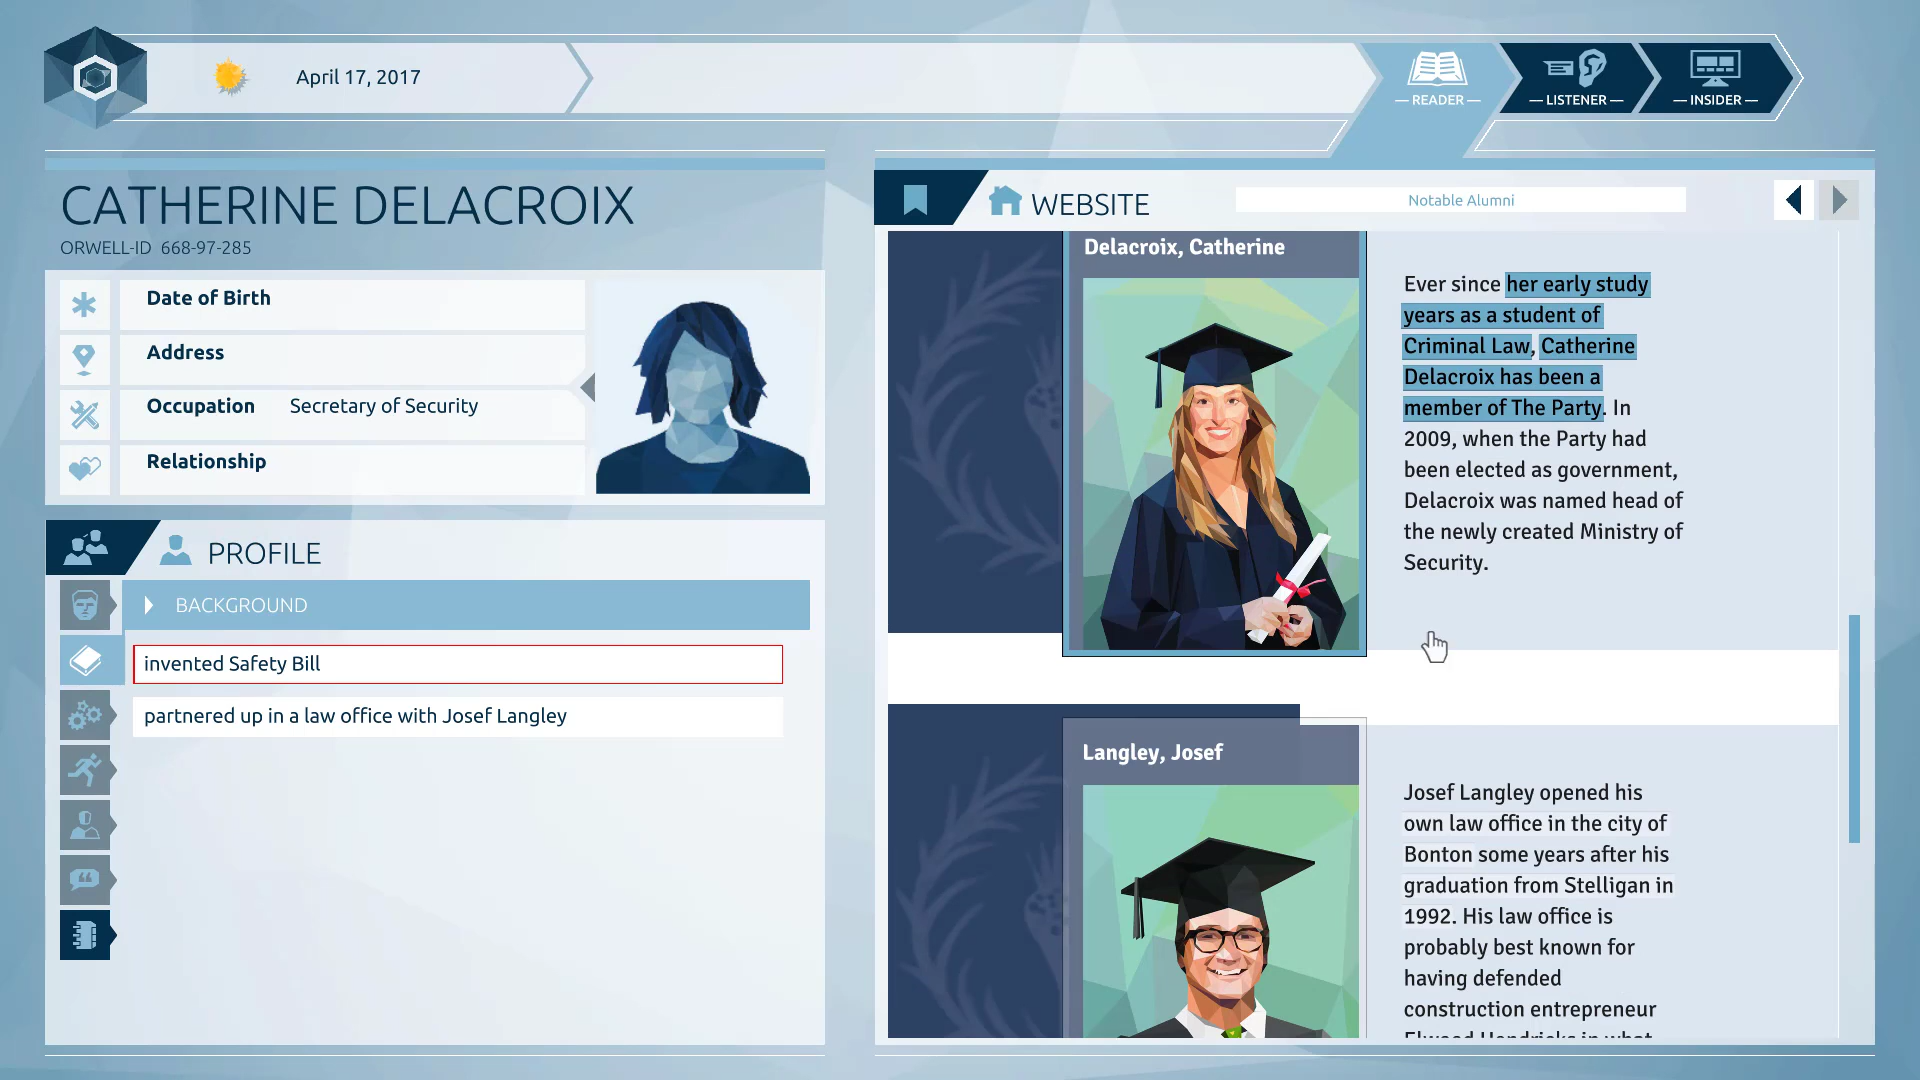 April 17, 2017
— READER —
— LISTENER —
— INSIDER —
CATHERINE DELACROIX
ORWELL-ID 668-97-285
Date of Birth
Address
Occupation Secretary of Security
Relationship
PROFILE
BACKGROUND
invented Safety Bill
partnered up in a law office with Josef Langley
WEBSITE
Notable Alumni
Delacroix, Catherine
Ever since her early study
years as a student of
Criminal Law, Catherine
Delacroix has been a
member of The Party. In
2009, when the Party had
been elected as government,
Delacroix was named head of
the newly created Ministry of
Security.
Langley, Josef
Josef Langley opened his
own law office in the city of
Bonton some years after his
graduation from Stelligan in
1992. His law office is
probably best known for
having defended
construction entrepreneur
Elwood Hendricks in what